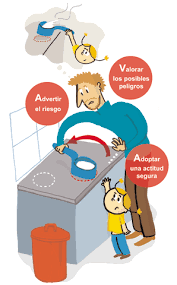 Valorar
los posibles
peligros
Advertir
el riesgo
Adoptar
una actitud
segura